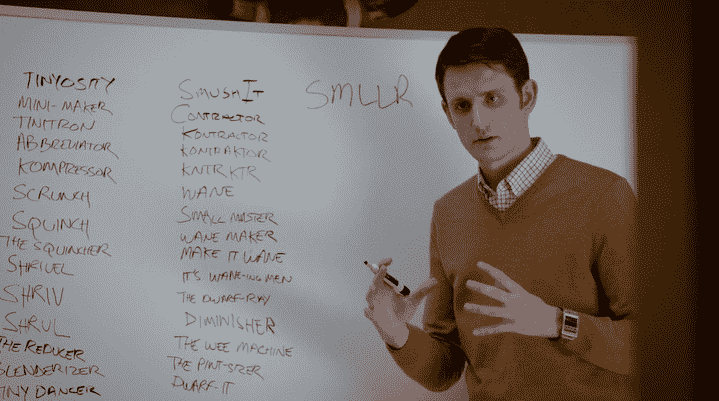 TINYOSITY
MINI-MAKER
TINITRON
ABBREVIATOR
KOMPRESSOR
SCRUNCH
SQUINCH
THE SQUINCHER
SHRIVEL
SHRIV
SHRUL
THE REDUCER
SLENDERIZER
TINY DANCER
SMUSHIT
CONTRACTOR
KONTRACTOR
KONTRAKTOR
KNTRKTR
WANE
SMALL MASTER
WANE MAKER
MAKE IT WANE
IT'S WANE-ING MEN
THE DWARF-RAY
DIMINISHER
THE WEE MACHINE
THE PINT-SIZER
DWARF-IT
SMLLR